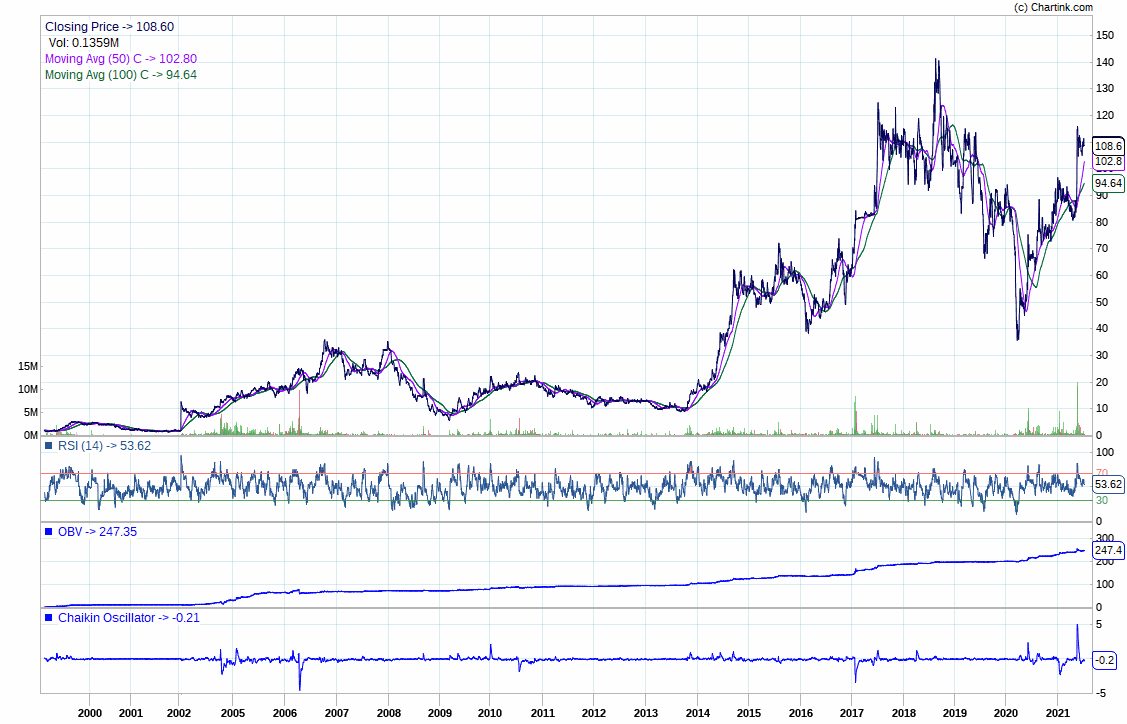 (c) Chartink.com
Closing Price -> 108.60
Vol: 0.1359M
Moving Avg (50) C -> 102.80
Moving Avg (100) C -> 94.64
150
140
130
120
108.6
102.8
94.64
90
80
70
60
50
40
30
20
10
0
15M
10M
5M
0M
RSI (14) -> 53.62
100
70
53.62
30
0
OBV -> 247.35
300
247.4
200
100
0
Chaikin Oscillator -> -0.21
5
-0.2
-5
2000 2001 2002 2005 2006 2007 2008 2009 2010 2011 2012 2013 2014 2015 2016 2017 2018 2019 2020 2021